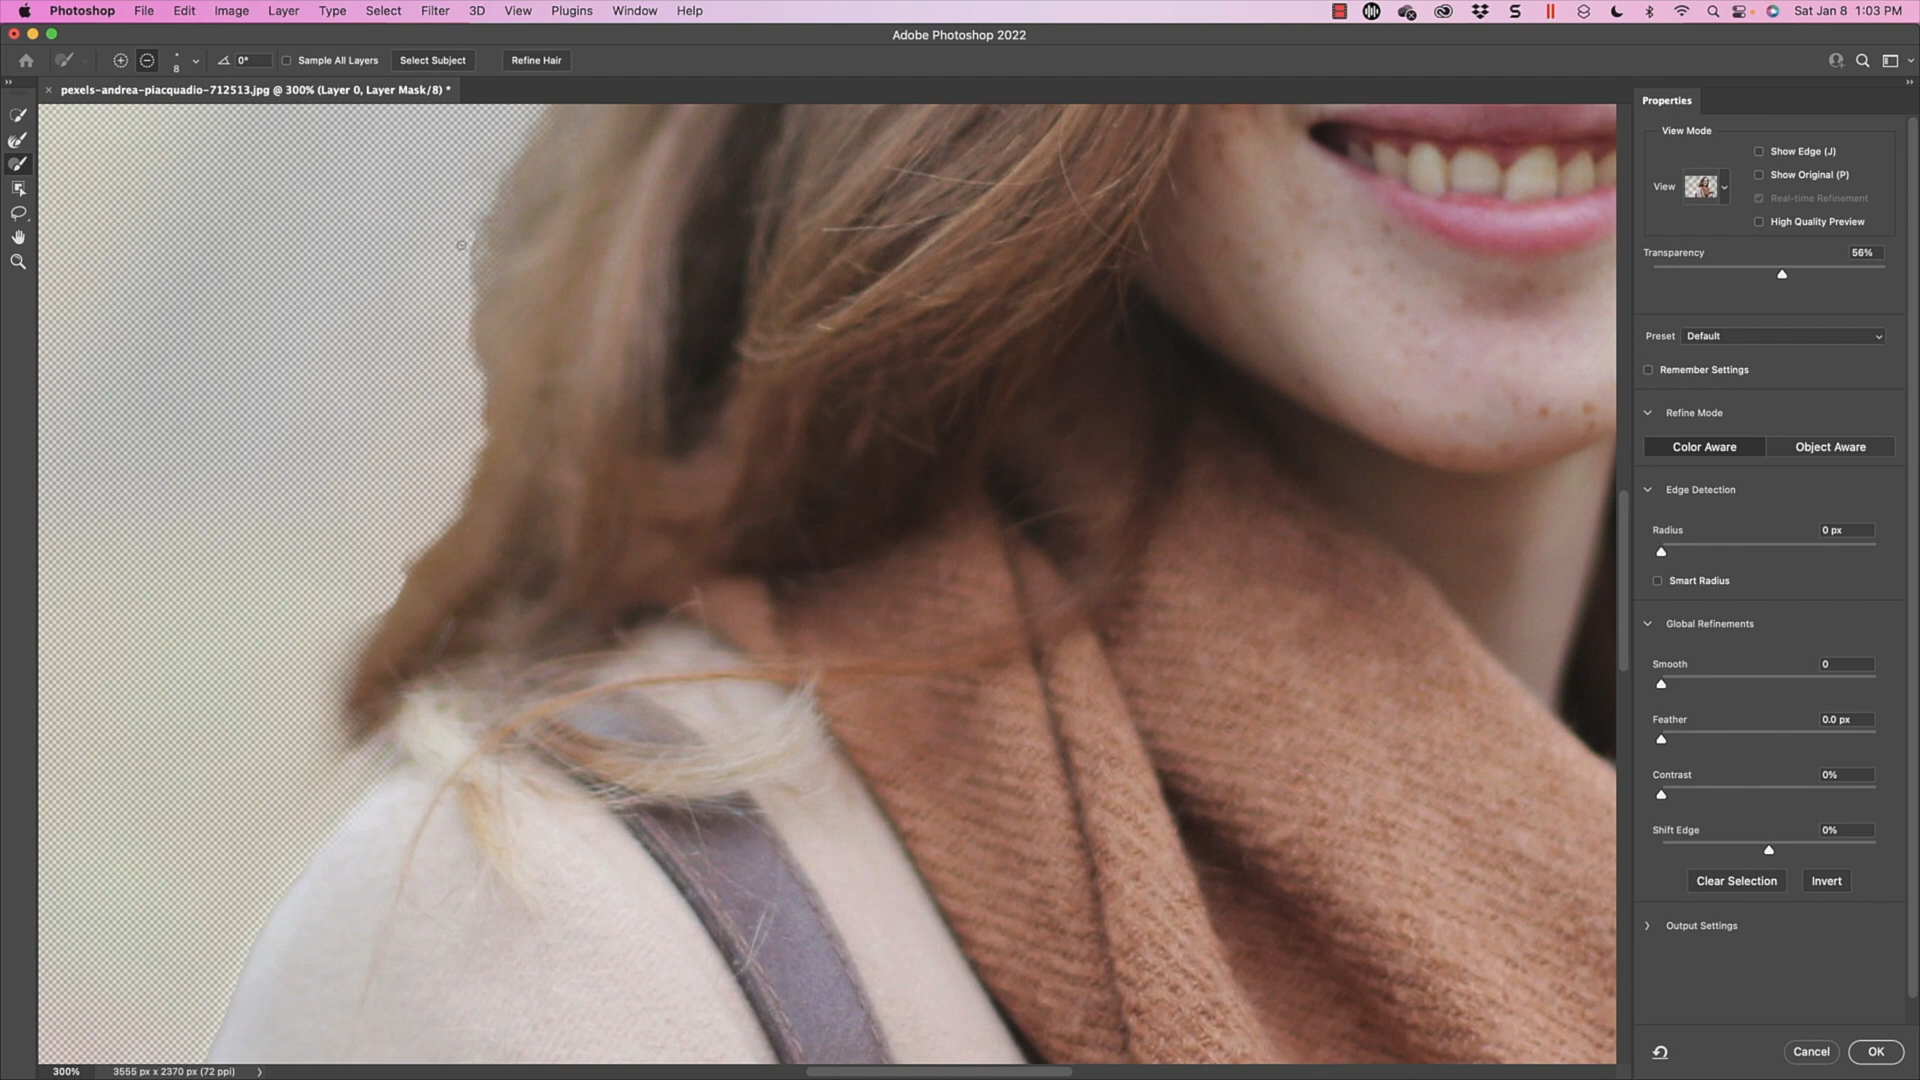 Photoshop File Edit Image Layer Type Select Filter 3D View Plugins Window Help Sat Jan 8 1:03 PM
Adobe Photoshop 2022
8 0° Sample All Layers Select Subject Refine Hair
pexels-andrea-piacquadio-712513.jpg @ 300% (Layer 0, Layer Mask/8) *
Properties
View Mode
Show Edge (J)
Show Original (P)
View
Real-time Refinement
High Quality Preview
Transparency 56%
Preset Default
Remember Settings
Refine Mode
Color Aware Object Aware
Edge Detection
Radius 0 px
Smart Radius
Global Refinements
Smooth 0
Feather 0.0 px
Contrast 0%
Shift Edge 0%
Clear Selection Invert
Output Settings
Cancel OK
300% 3555 px x 2370 px (72 ppi)